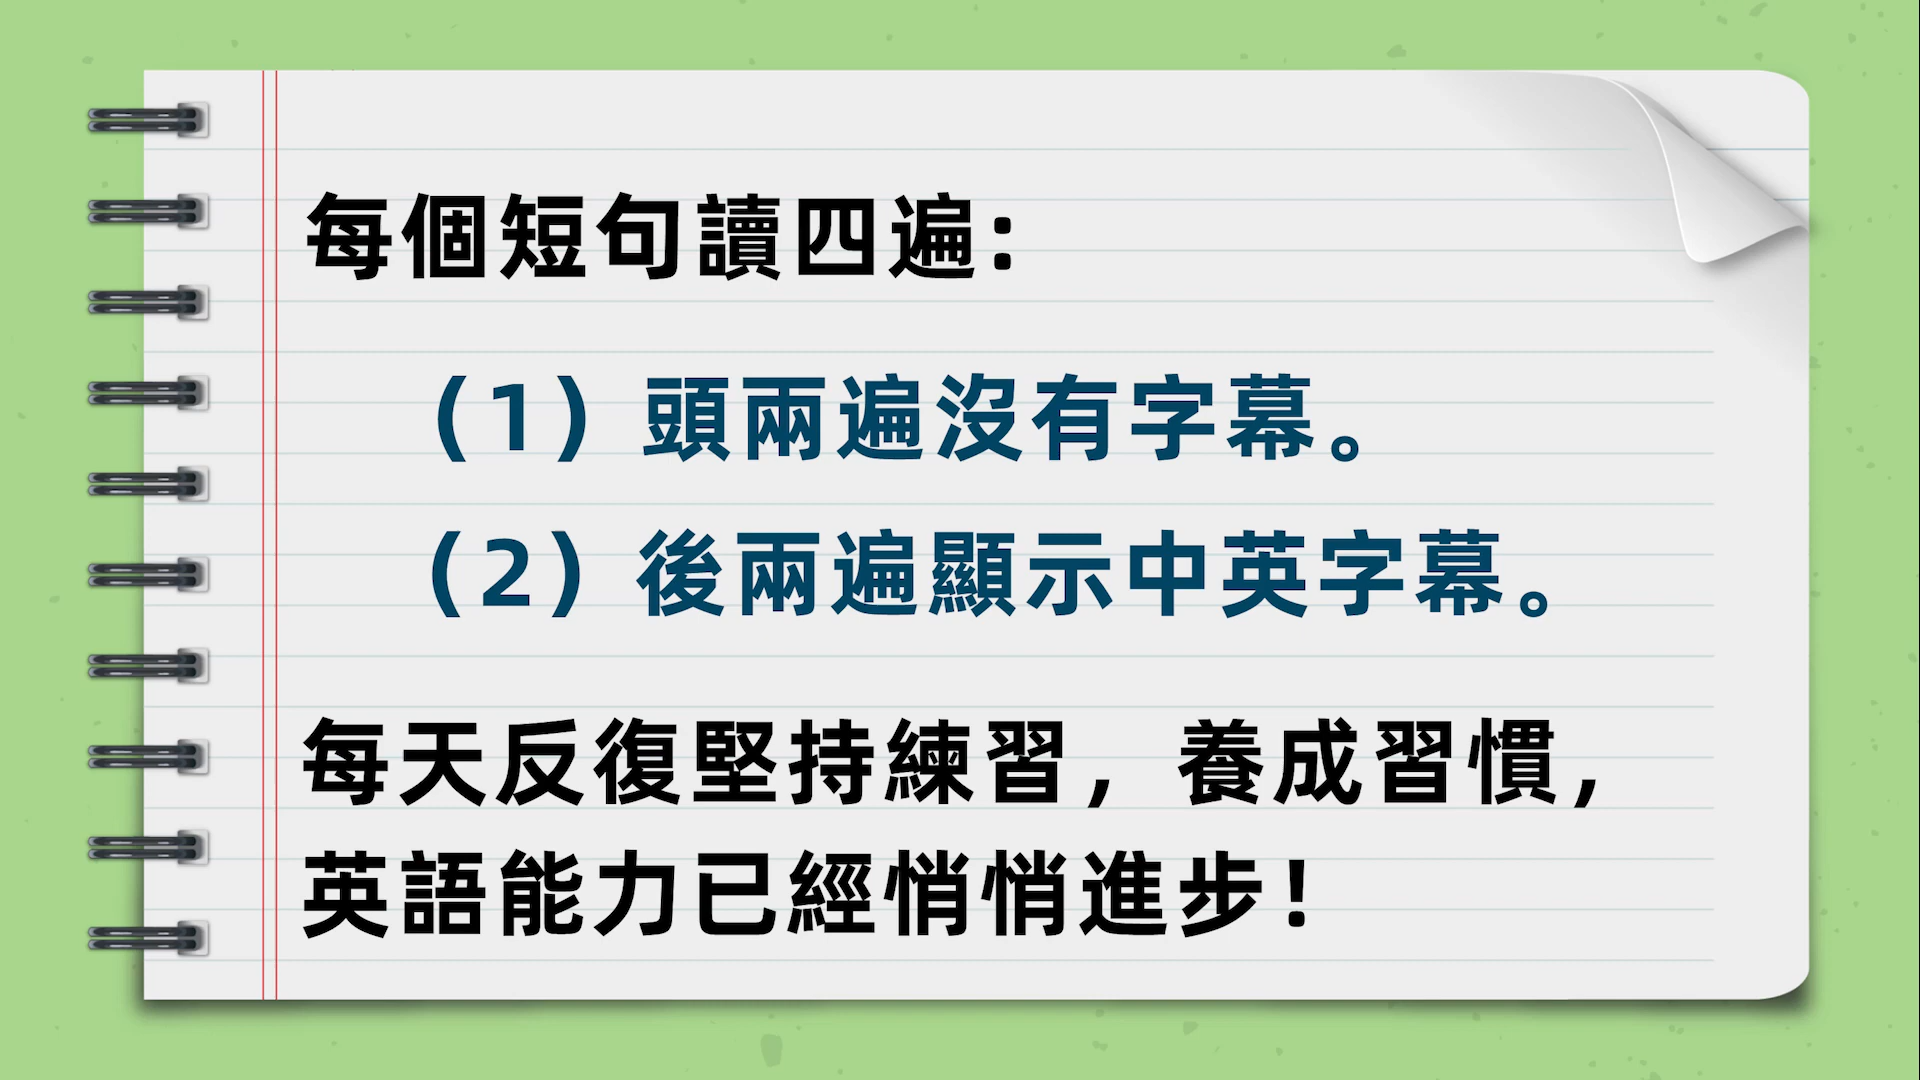 每個短句讀四遍：
（1）頭兩遍沒有字幕。
（2）後兩遍顯示中英字幕。
每天反復堅持練習，養成習慣，
英語能力已經悄悄進步！